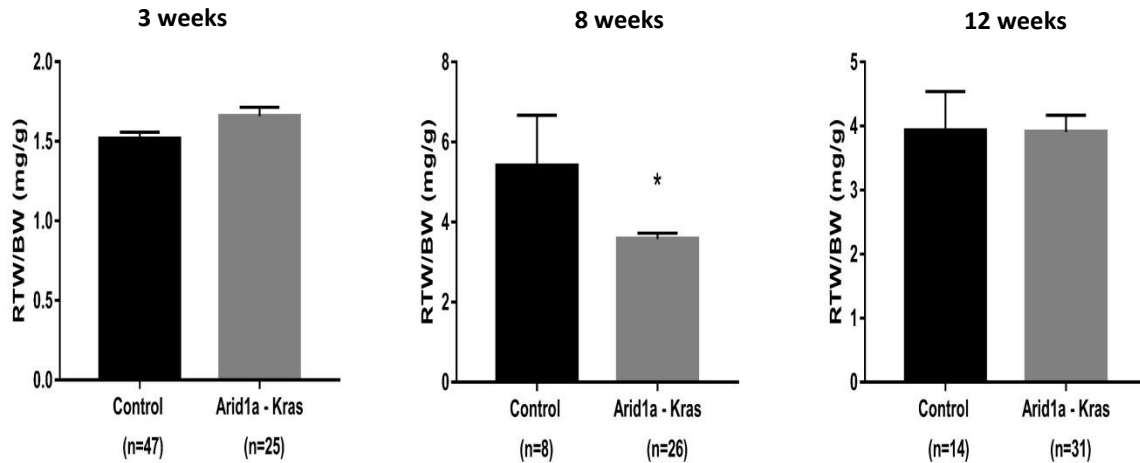 3 weeks
8 weeks
12 weeks
RTW/BW (mg/g)
2.0
1.5
1.0
0.5
0.0
Control
Arid1a - Kras
(n=47)
(n=25)
RTW/BW (mg/g)
8
6
4
2
0
*
Control
Arid1a - Kras
(n=8)
(n=26)
RTW/BW (mg/g)
5
4
3
2
1
0
Control
Arid1a - Kras
(n=14)
(n=31)